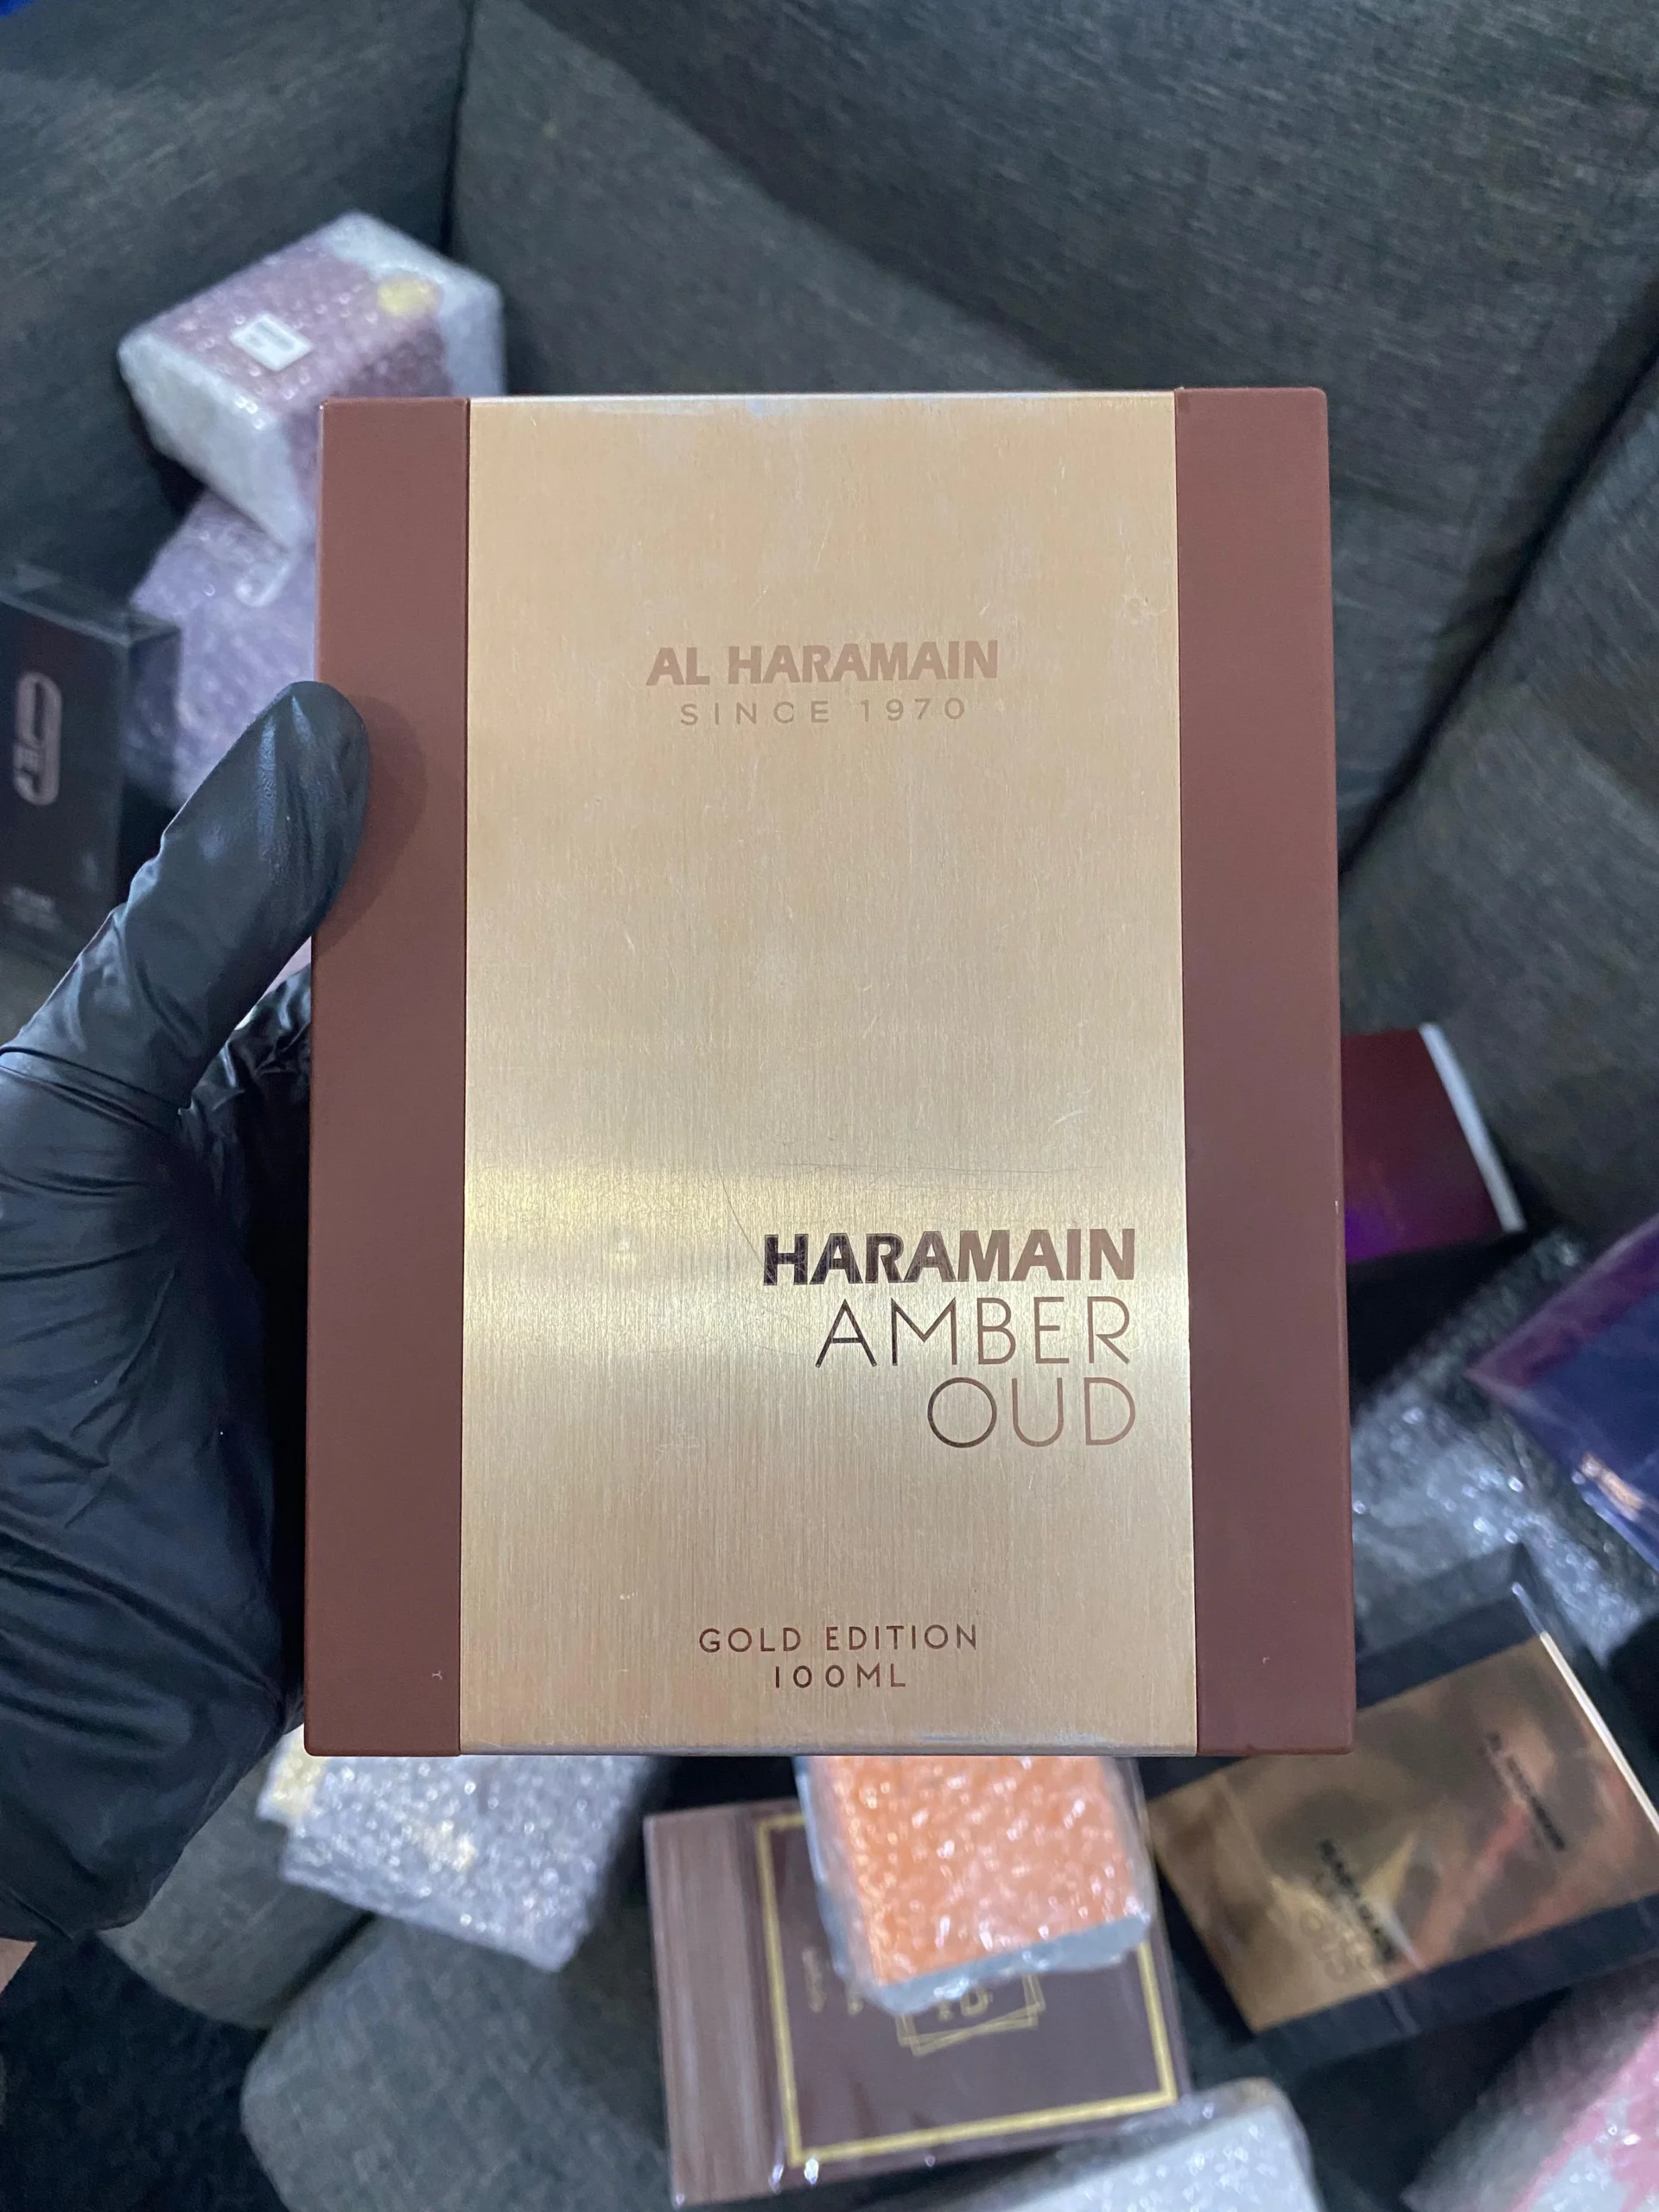 AL HARAMAIN
SINCE 1970
HARAMAIN
AMBER
OUD
GOLD EDITION
100ML